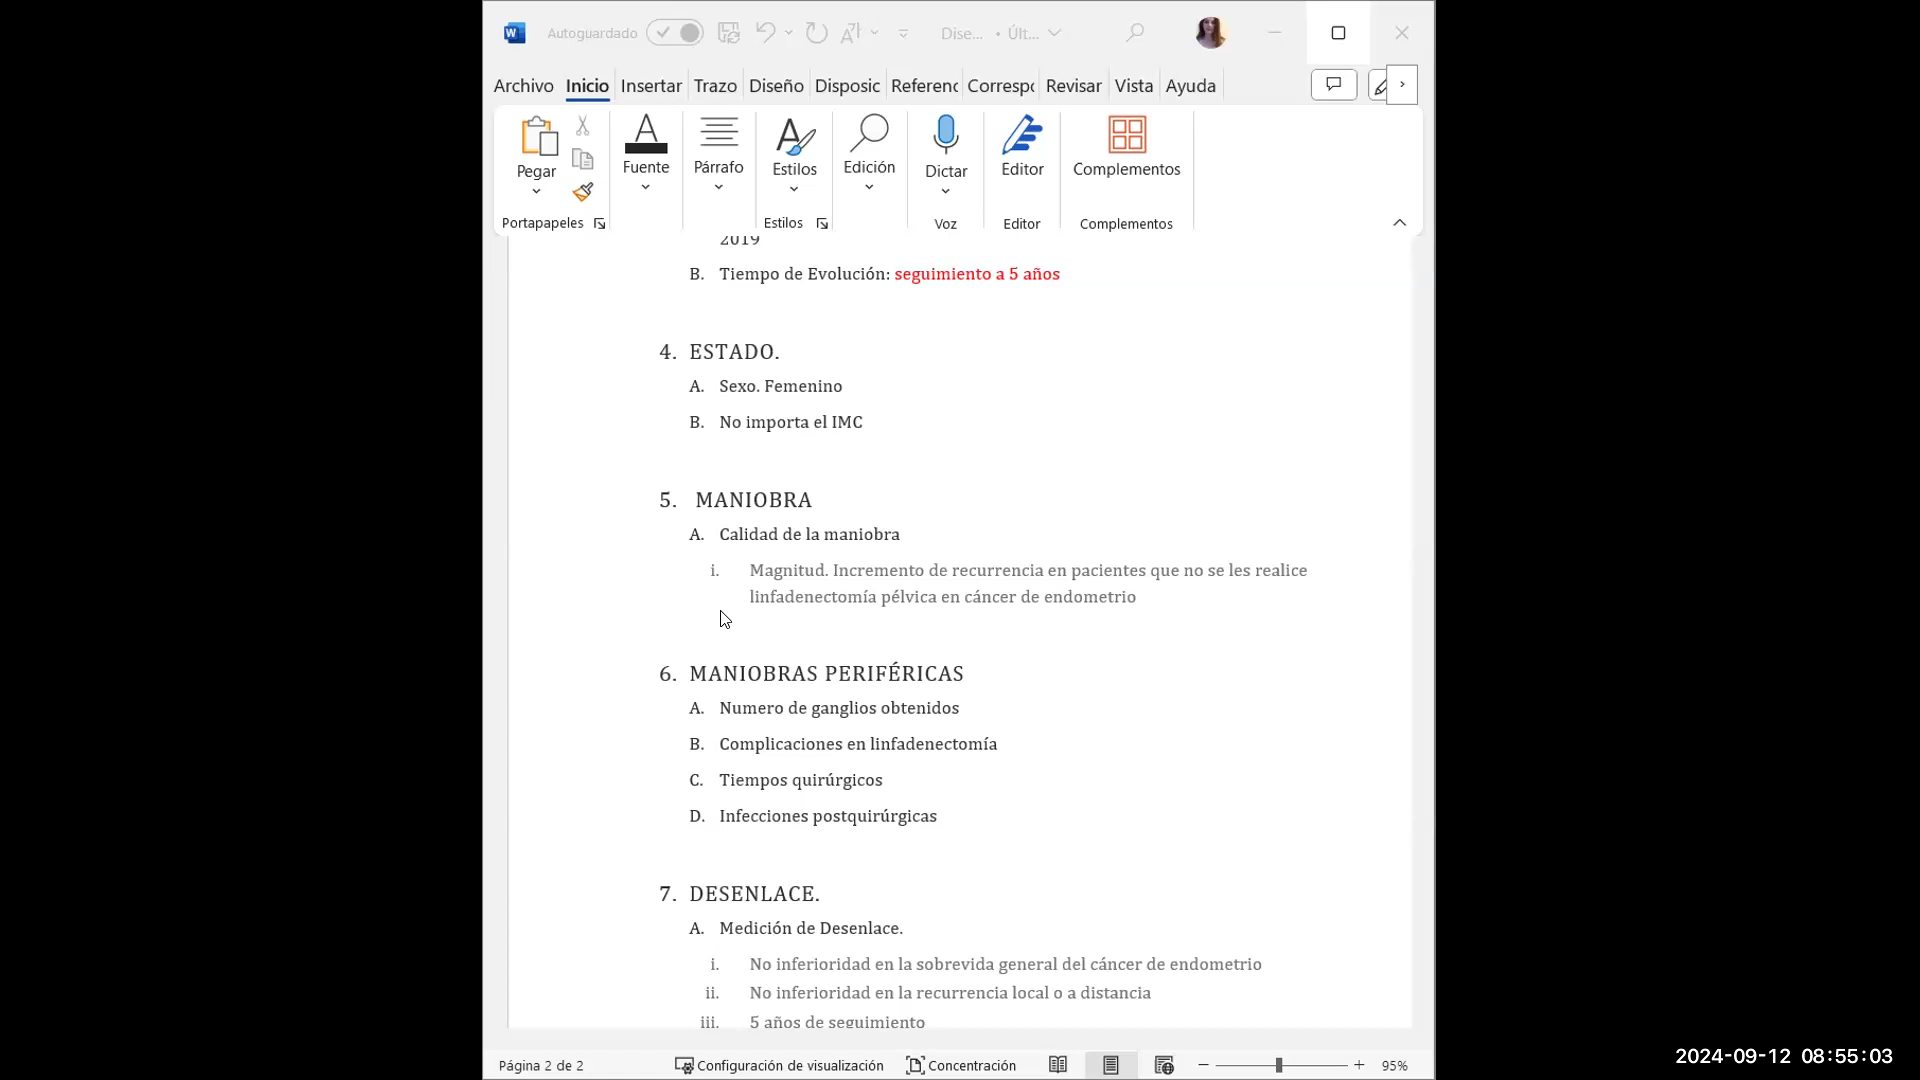 Autoguardado
Dise... • Últ...
Archivo Inicio Insertar Trazo Diseño Disposic Referenc Correspo Revisar Vista Ayuda
Pegar Fuente Párrafo Estilos Edición Dictar Editor Complementos
Portapapeles Estilos Voz Editor Complementos
2019
B. Tiempo de Evolución: seguimiento a 5 años
4. ESTADO.
A. Sexo. Femenino
B. No importa el IMC
5. MANIOBRA
A. Calidad de la maniobra
i. Magnitud. Incremento de recurrencia en pacientes que no se les realice
linfadenectomía pélvica en cáncer de endometrio
6. MANIOBRAS PERIFÉRICAS
A. Numero de ganglios obtenidos
B. Complicaciones en linfadenectomía
C. Tiempos quirúrgicos
D. Infecciones postquirúrgicas
7. DESENLACE.
A. Medición de Desenlace.
i. No inferioridad en la sobrevida general del cáncer de endometrio
ii. No inferioridad en la recurrencia local o a distancia
iii. 5 años de seguimiento
Página 2 de 2 Configuración de visualización Concentración 95%
2024-09-12 08:55:03